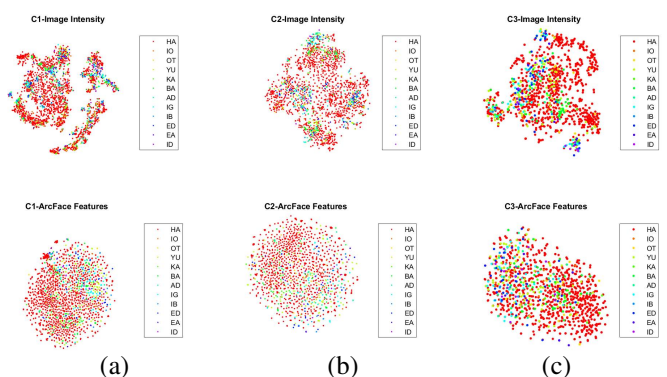 C1-Image Intensity
HA
IO
OT
YU
KA
BA
AD
IG
IB
ED
EA
ID
C2-Image Intensity
HA
IO
OT
YU
KA
BA
AD
IG
IB
ED
EA
ID
C3-Image Intensity
HA
IO
OT
YU
KA
BA
AD
IG
IB
ED
EA
ID
C1-ArcFace Features
HA
IO
OT
YU
KA
BA
AD
IG
IB
ED
EA
ID
C2-ArcFace Features
HA
IO
OT
YU
KA
BA
AD
IG
IB
ED
EA
ID
C3-ArcFace Features
HA
IO
OT
YU
KA
BA
AD
IG
IB
ED
EA
ID
(a) (b) (c)